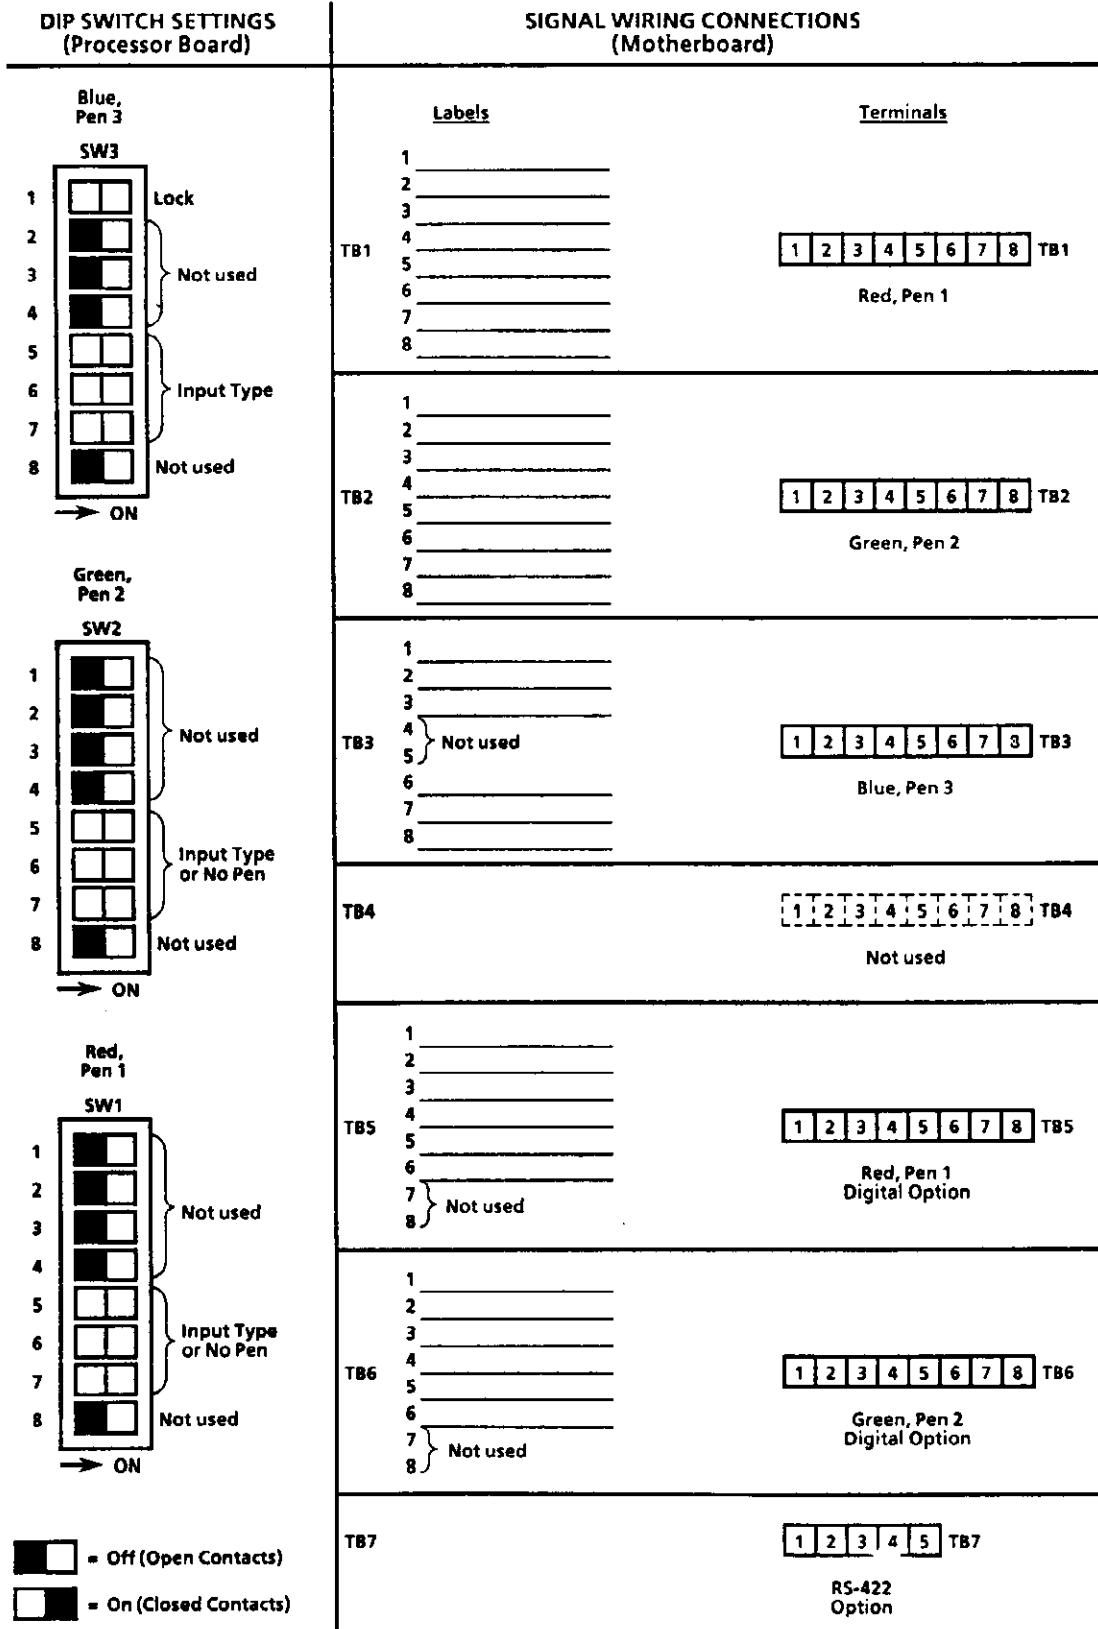 DIP SWITCH SETTINGS
(Processor Board)
Blue,
Pen 3
SW3
1 Lock
2
3 Not used
4
5
6 Input Type
7
8 Not used
ON
Green,
Pen 2
SW2
1
2
Not used
3
4
5
6 Input Type
or No Pen
7
8 Not used
ON
Red,
Pen 1
SW1
1
2
Not used
3
4
5
6 Input Type
or No Pen
7
8 Not used
ON
= Off (Open Contacts)
= On (Closed Contacts)
SIGNAL WIRING CONNECTIONS
(Motherboard)
Labels Terminals
TB1
1
2
3
4
5
6
7
8
1 2 3 4 5 6 7 8 TB1
Red, Pen 1
TB2
1
2
3
4
5
6
7
8
1 2 3 4 5 6 7 8 TB2
Green, Pen 2
TB3
1
2
3
4
5
Not used
6
7
8
1 2 3 4 5 6 7 8 TB3
Blue, Pen 3
TB4
1 2 3 4 5 6 7 8 TB4
Not used
TB5
1
2
3
4
5
6
7
8
Not used
1 2 3 4 5 6 7 8 TB5
Red, Pen 1
Digital Option
TB6
1
2
3
4
5
6
7
8
Not used
1 2 3 4 5 6 7 8 TB6
Green, Pen 2
Digital Option
TB7
1 2 3 4 5 TB7
RS-422
Option